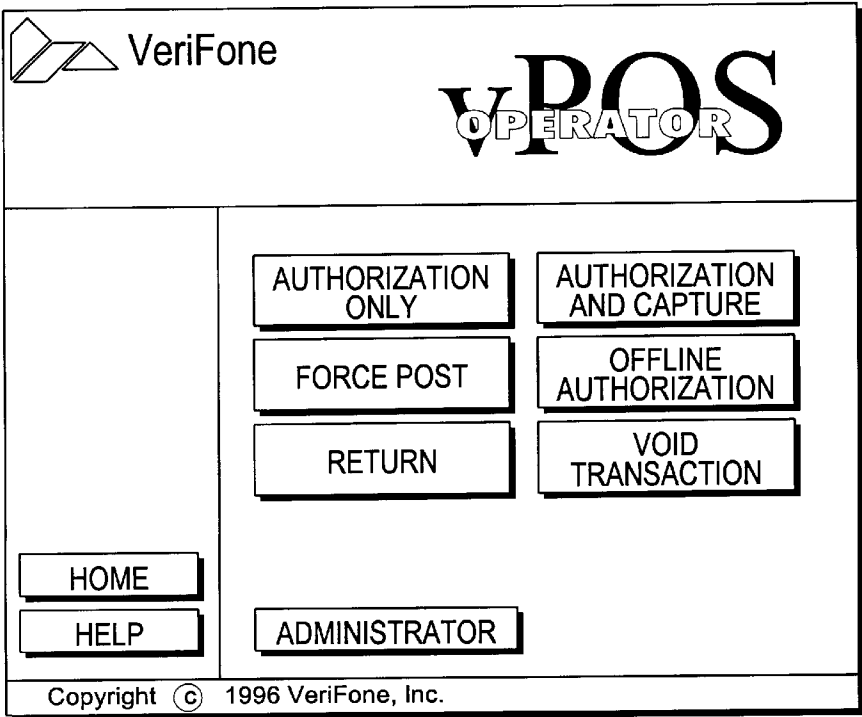 VeriFone
vPOS
OPERATOR
AUTHORIZATION
ONLY
AUTHORIZATION
AND CAPTURE
FORCE POST
OFFLINE
AUTHORIZATION
RETURN
VOID
TRANSACTION
HOME
HELP
ADMINISTRATOR
Copyright © 1996 VeriFone, Inc.